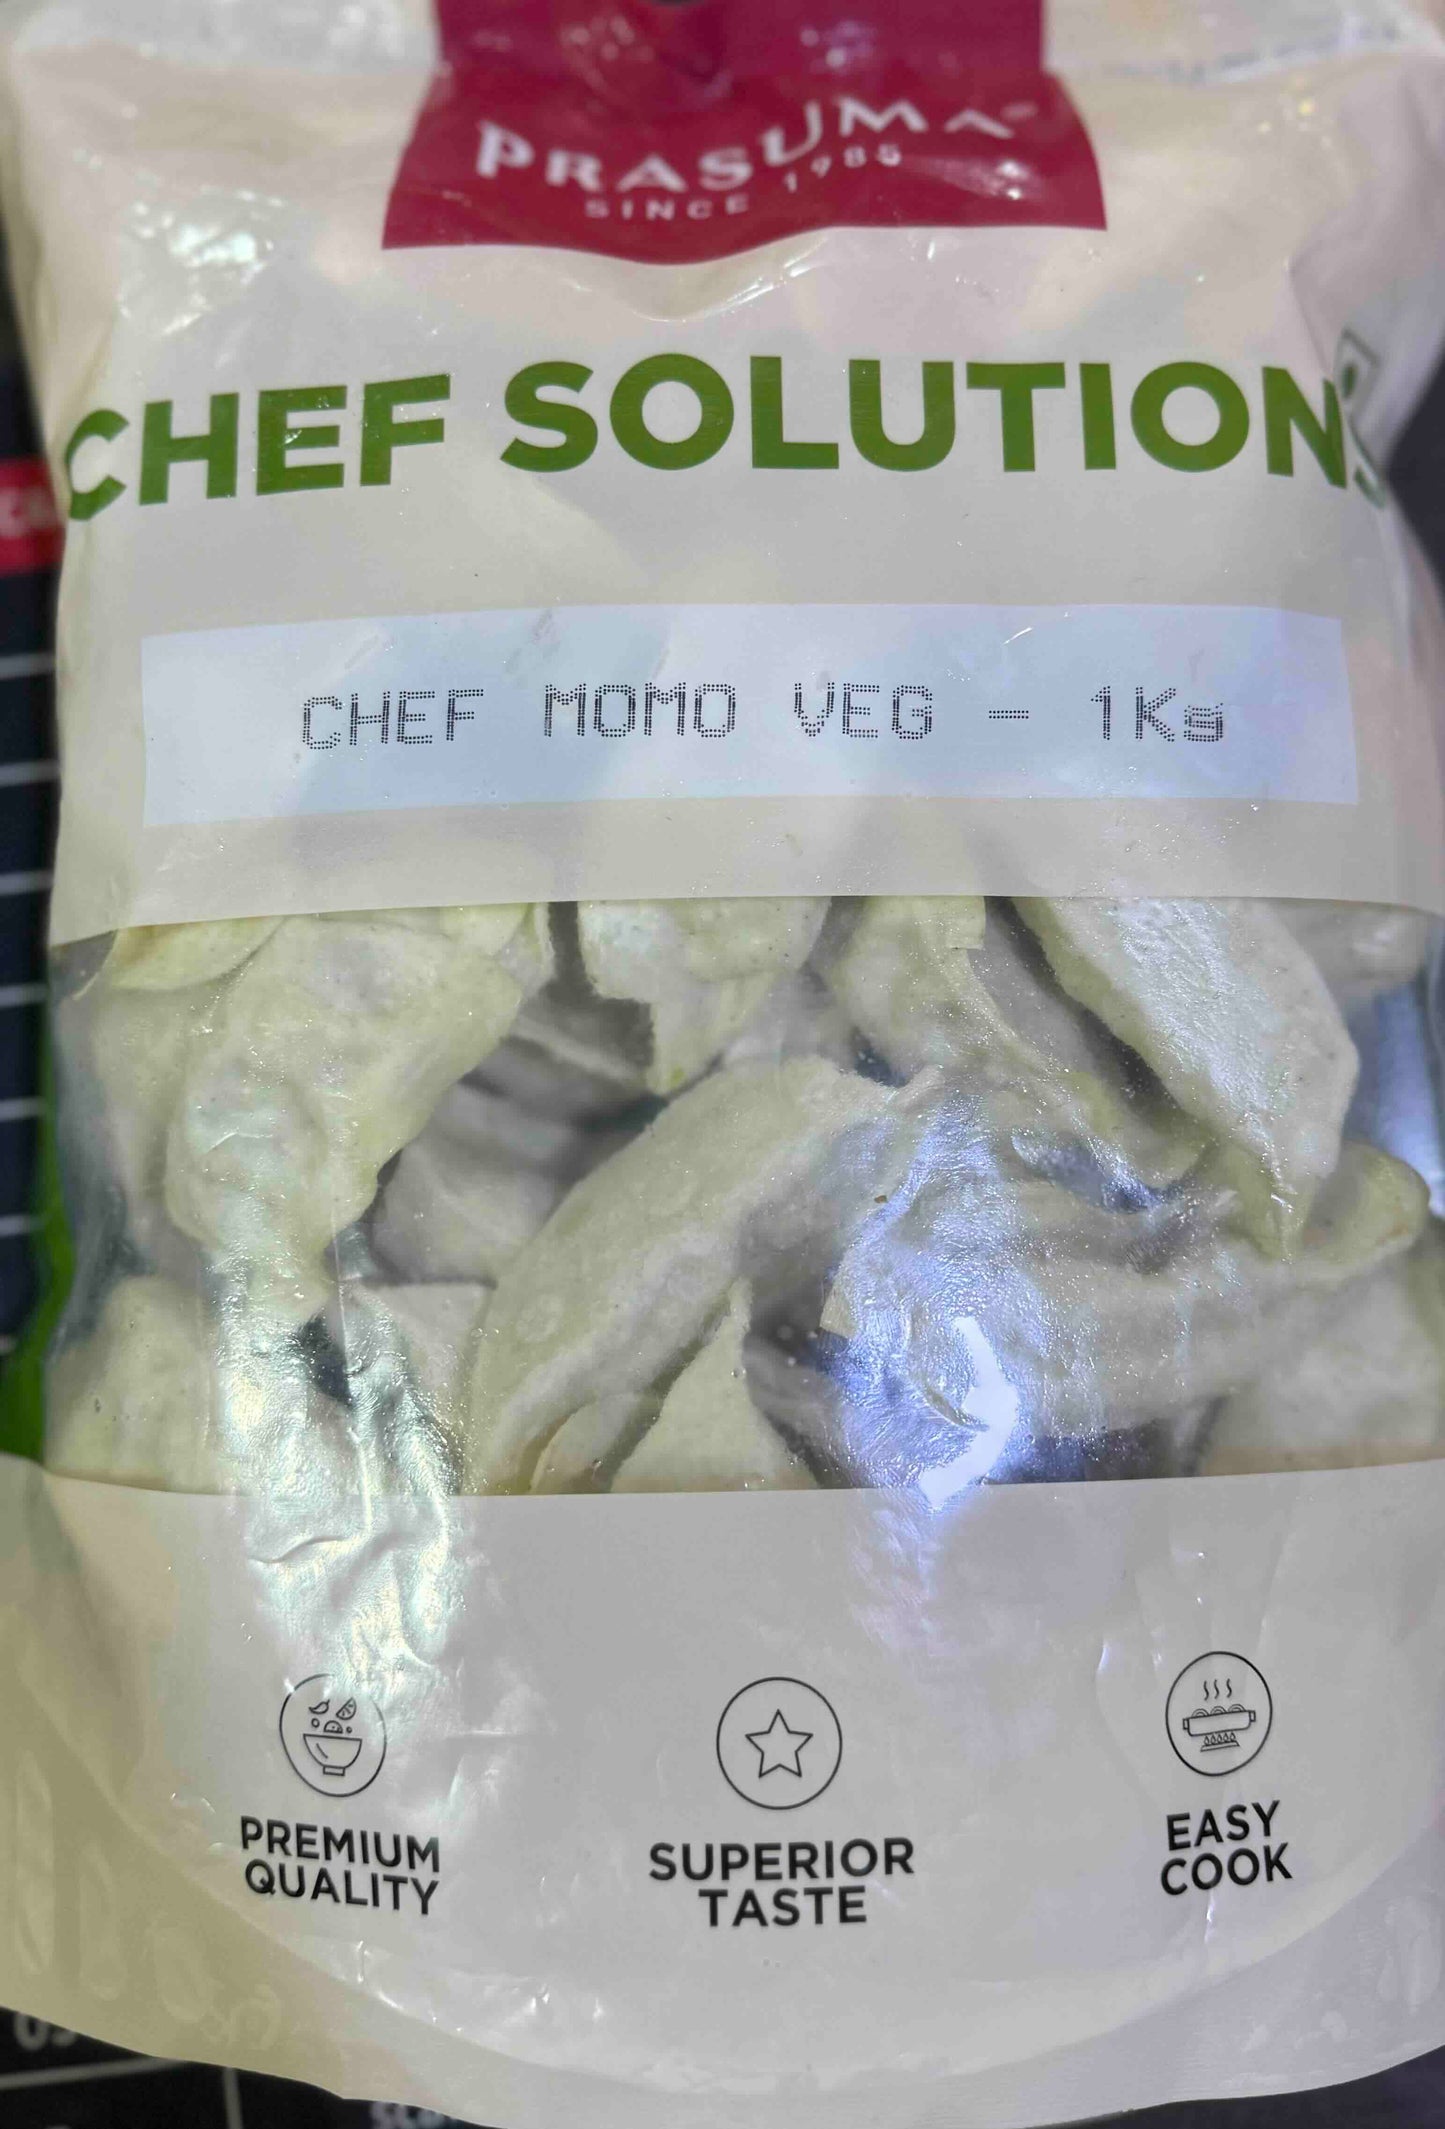 PRASUMA
SINCE 1985
CHEF SOLUTIONS
CHEF MOMO VEG - 1Kg
PREMIUM
QUALITY
SUPERIOR
TASTE
EASY
COOK